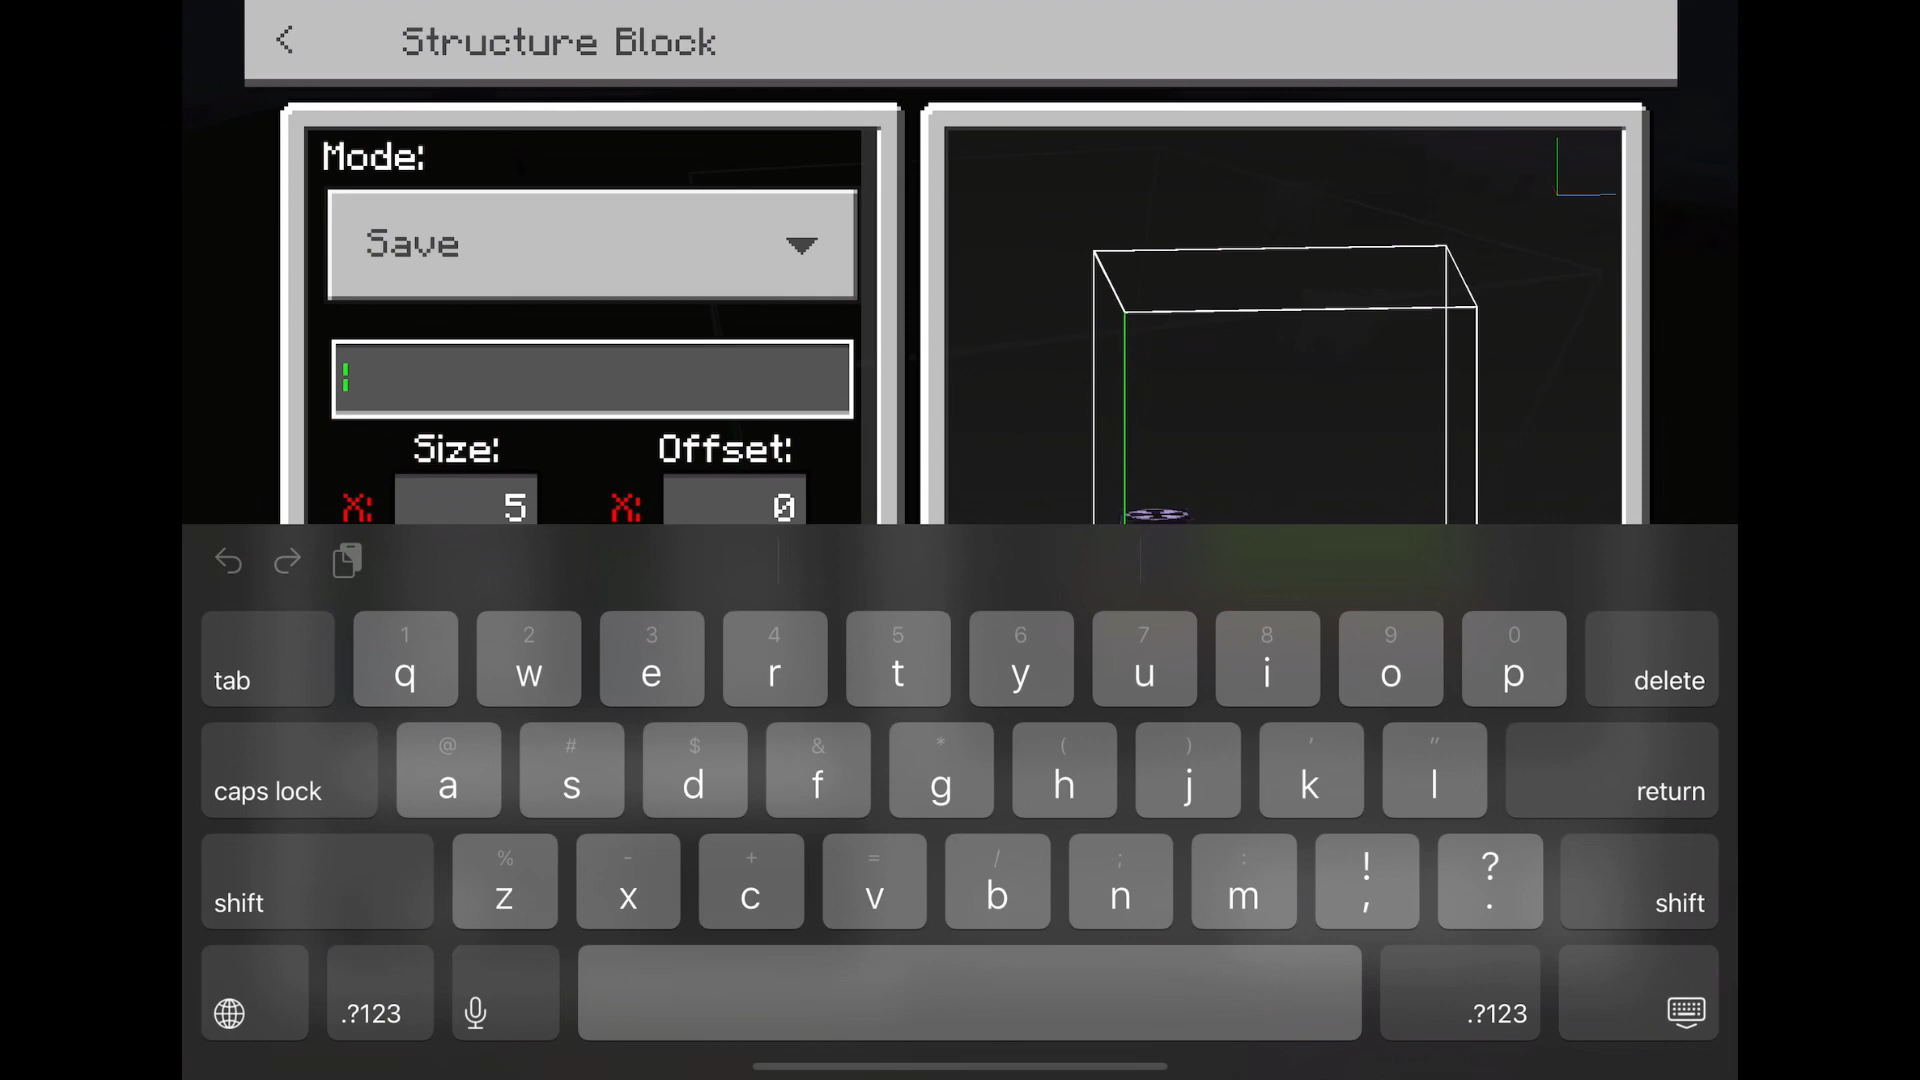 Structure Block
Mode:
Save
Size: Offset:
X: 5 X: 0
tab 1 q 2 w 3 e 4 r 5 t 6 y 7 u 8 i 9 o 0 p delete
caps lock @ a # s $ d & f * g ( h ) j ' k " l return
shift % z - x + c = v / b ; n : m ! , ? . shift
.?123 .?123